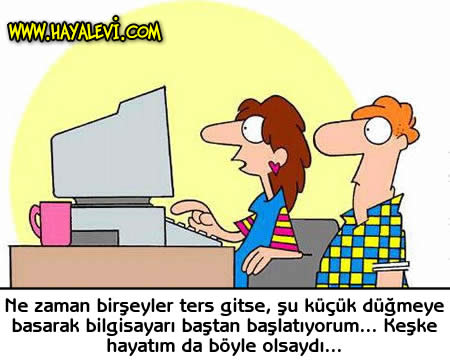 WWW.HAYALEVİ.COM
Ne zaman birşeyler ters gitse, şu küçük düğmeye
basarak bilgisayarı baştan başlatıyorum... Keşke
hayatım da böyle olsaydı...